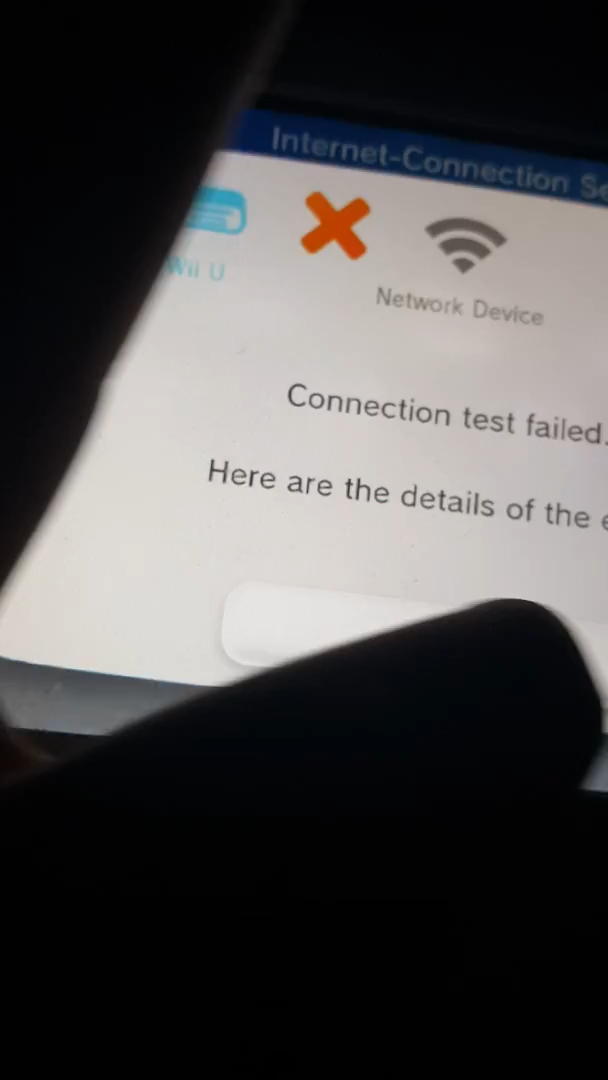 Internet-Connection
Wii U
Network Device
Connection test failed.
Here are the details of the